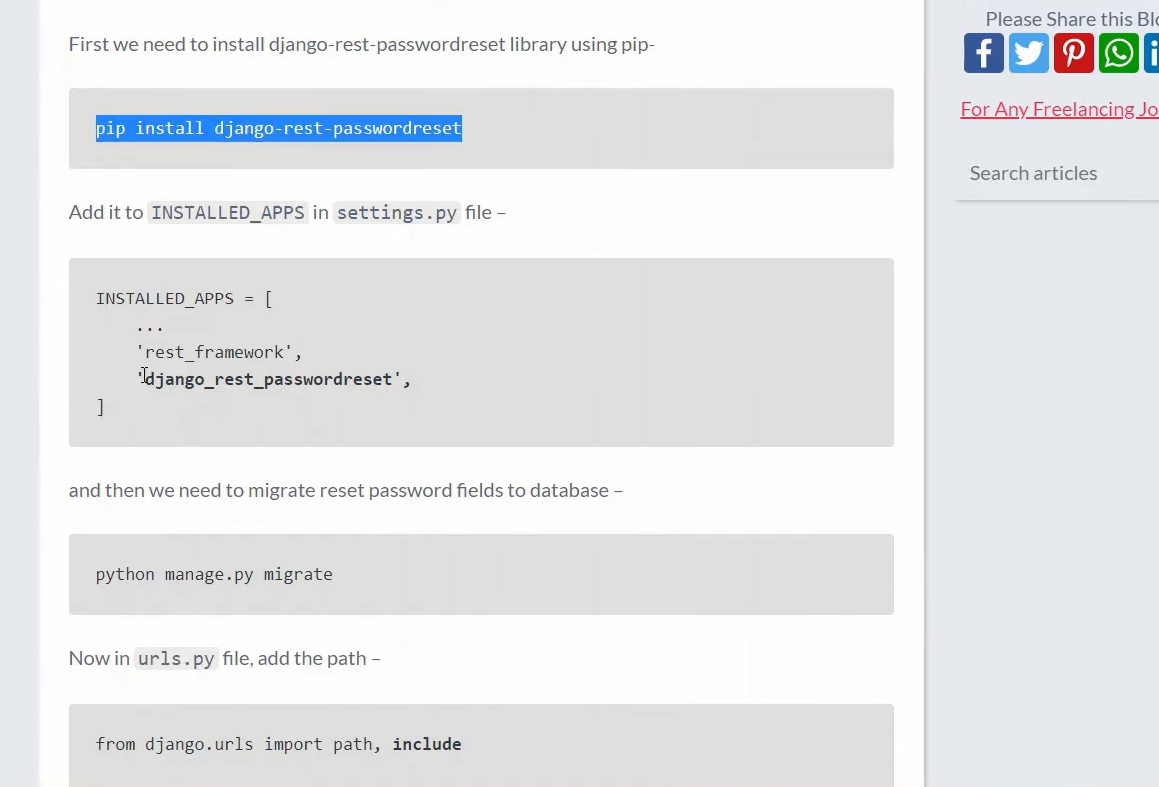 First we need to install django-rest-passwordreset library using pip-
pip install django-rest-passwordreset
Add it to INSTALLED_APPS in settings.py file –
INSTALLED_APPS = [
...
'rest_framework',
'django_rest_passwordreset',
]
and then we need to migrate reset password fields to database –
python manage.py migrate
Now in urls.py file, add the path –
from django.urls import path, include
Please Share this Blo
For Any Freelancing Jo
Search articles